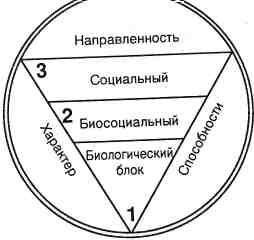 Направленность
3
Социальный
2
Биосоциальный
Биологический
блок
1
Характер
Способности